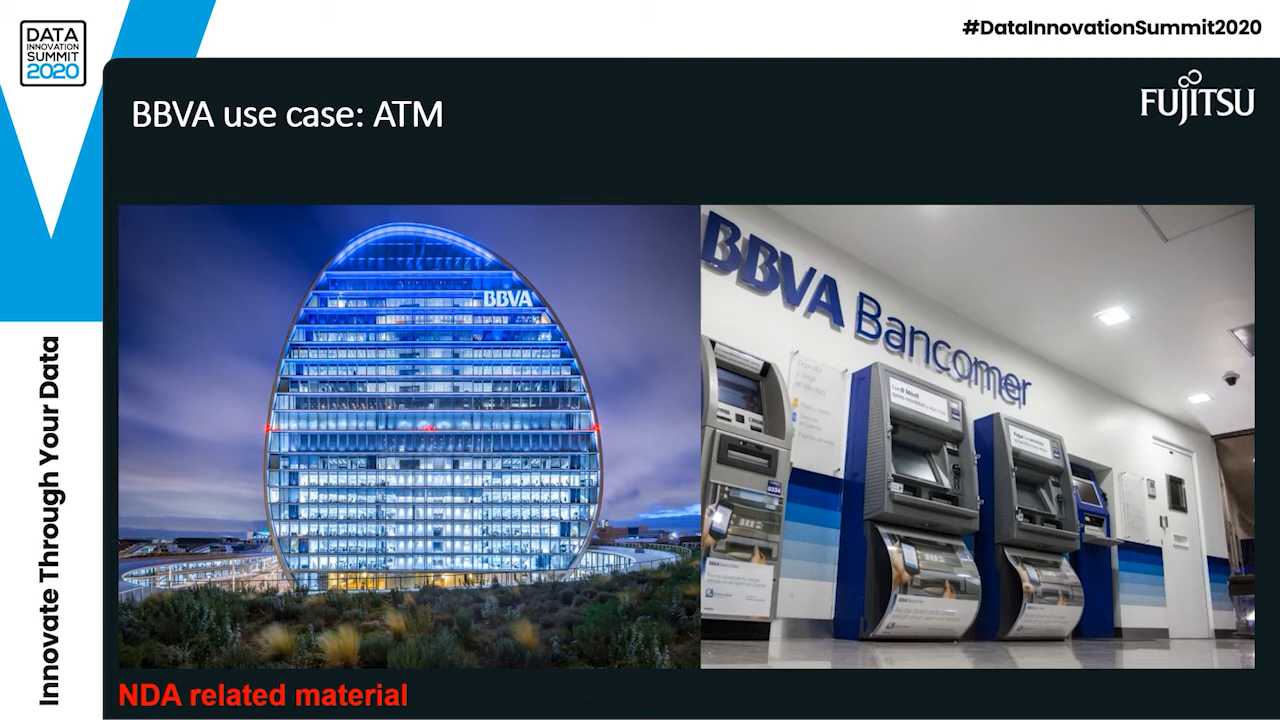 DATA
INNOVATION
SUMMIT
2020
#DataInnovationSummit2020
FUJITSU
BBVA use case: ATM
BBVA
BBVA Bancomer
Innovate Through Your Data
NDA related material